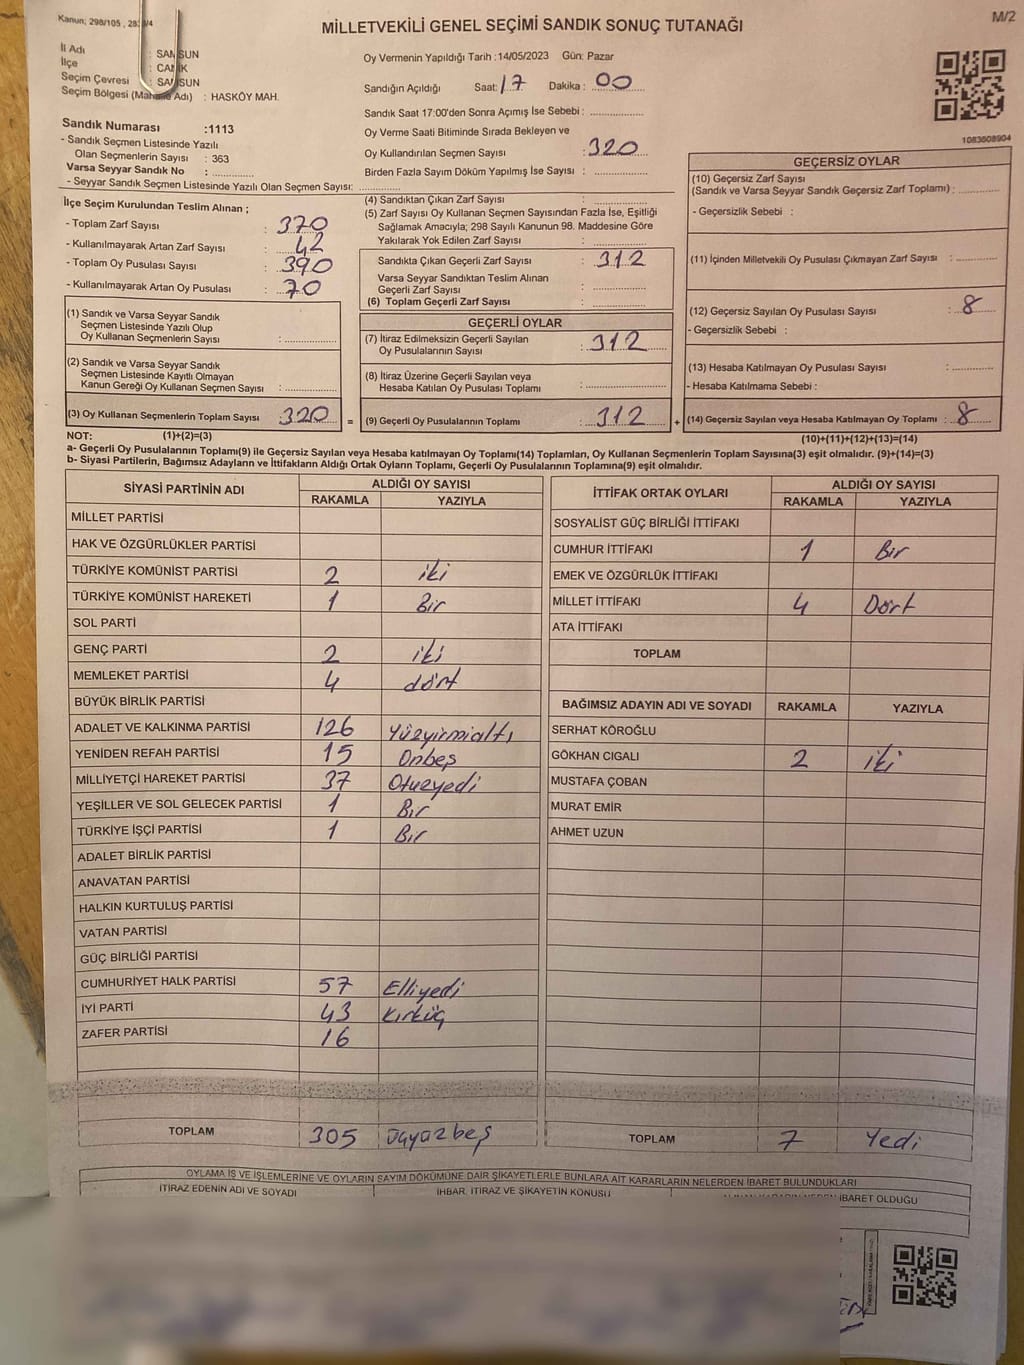 Kanun; 298/105 , 28
M/2
MİLLETVEKİLİ GENEL SEÇİMİ SANDIK SONUÇ TUTANAĞI
İl Adı : SAMSUN
İlçe : CANİK
Seçim Çevresi : SAMSUN
Seçim Bölgesi (Mahalle Adı) : HASKÖY MAH.
Sandık Numarası :1113
- Sandık Seçmen Listesinde Yazılı
Olan Seçmenlerin Sayısı : 363
Varsa Seyyar Sandık No :
- Seyyar Sandık Seçmen Listesinde Yazılı Olan Seçmen Sayısı:
Oy Vermenin Yapıldığı Tarih :14/05/2023 Gün: Pazar
Sandığın Açıldığı Saat: 17 Dakika : 00
Sandık Saat 17:00'den Sonra Açımış İse Sebebi :
Oy Verme Saati Bitiminde Sırada Bekleyen ve
Oy Kullandırılan Seçmen Sayısı : 320
Birden Fazla Sayım Döküm Yapılmış İse Sayısı :
1083608904
İlçe Seçim Kurulundan Teslim Alınan ;
- Toplam Zarf Sayısı : 370
- Kullanılmayarak Artan Zarf Sayısı : 42
- Toplam Oy Pusulası Sayısı : 390
- Kullanılmayarak Artan Oy Pusulası : 70
(1) Sandık ve Varsa Seyyar Sandık
Seçmen Listesinde Yazılı Olup
Oy Kullanan Seçmenlerin Sayısı :
(2) Sandık ve Varsa Seyyar Sandık
Seçmen Listesinde Kayıtlı Olmayan
Kanun Gereği Oy Kullanan Seçmen Sayısı :
(3) Oy Kullanan Seçmenlerin Toplam Sayısı : 320 =
(4) Sandıktan Çıkan Zarf Sayısı :
(5) Zarf Sayısı Oy Kullanan Seçmen Sayısından Fazla İse, Eşitliği
Sağlamak Amacıyla; 298 Sayılı Kanunun 98. Maddesine Göre
Yakılarak Yok Edilen Zarf Sayısı :
Sandıkta Çıkan Geçerli Zarf Sayısı : 312
Varsa Seyyar Sandıktan Teslim Alınan
Geçerli Zarf Sayısı :
(6) Toplam Geçerli Zarf Sayısı :
GEÇERLİ OYLAR
(7) İtiraz Edilmeksizin Geçerli Sayılan
Oy Pusulalarının Sayısı : 312
(8) İtiraz Üzerine Geçerli Sayılan veya
Hesaba Katılan Oy Pusulası Toplamı :
(9) Geçerli Oy Pusulalarının Toplamı : 312 +
GEÇERSİZ OYLAR
(10) Geçersiz Zarf Sayısı
(Sandık ve Varsa Seyyar Sandık Geçersiz Zarf Toplamı) :
- Geçersizlik Sebebi :
(11) İçinden Milletvekili Oy Pusulası Çıkmayan Zarf Sayısı :
(12) Geçersiz Sayılan Oy Pusulası Sayısı : 8
- Geçersizlik Sebebi :
(13) Hesaba Katılmayan Oy Pusulası Sayısı :
- Hesaba Katılmama Sebebi :
(14) Geçersiz Sayılan veya Hesaba Katılmayan Oy Toplamı : 8
NOT: (1)+(2)=(3) (10)+(11)+(12)+(13)=(14)
a- Geçerli Oy Pusulalarının Toplamı(9) ile Geçersiz Sayılan veya Hesaba katılmayan Oy Toplamı(14) Toplamları, Oy Kullanan Seçmenlerin Toplam Sayısına(3) eşit olmalıdır. (9)+(14)=(3)
b- Siyasi Partilerin, Bağımsız Adayların ve İttifakların Aldığı Ortak Oyların Toplamı, Geçerli Oy Pusulalarının Toplamına(9) eşit olmalıdır.
SİYASİ PARTİNİN ADI ALDIĞI OY SAYISI
RAKAMLA YAZIYLA
MİLLET PARTİSİ
HAK VE ÖZGÜRLÜKLER PARTİSİ
TÜRKİYE KOMÜNİST PARTİSİ 2 iki
TÜRKİYE KOMÜNİST HAREKETİ 1 Bir
SOL PARTİ
GENÇ PARTİ 2 iki
MEMLEKET PARTİSİ 4 dört
BÜYÜK BİRLİK PARTİSİ
ADALET VE KALKINMA PARTİSİ 126 Yüzyirmialtı
YENİDEN REFAH PARTİSİ 15 Onbeş
MİLLİYETÇİ HAREKET PARTİSİ 37 Otuzyedi
YEŞİLLER VE SOL GELECEK PARTİSİ 1 Bir
TÜRKİYE İŞÇİ PARTİSİ 1 Bir
ADALET BİRLİK PARTİSİ
ANAVATAN PARTİSİ
HALKIN KURTULUŞ PARTİSİ
VATAN PARTİSİ
GÜÇ BİRLİĞİ PARTİSİ
CUMHURİYET HALK PARTİSİ 57 Elliyedi
İYİ PARTİ 43 Kırküç
ZAFER PARTİSİ 16
TOPLAM 305 üçyüzbeş
İTTİFAK ORTAK OYLARI ALDIĞI OY SAYISI
RAKAMLA YAZIYLA
SOSYALİST GÜÇ BİRLİĞİ İTTİFAKI
CUMHUR İTTİFAKI 1 Bir
EMEK VE ÖZGÜRLÜK İTTİFAKI
MİLLET İTTİFAKI 4 Dört
ATA İTTİFAKI
TOPLAM
BAĞIMSIZ ADAYIN ADI VE SOYADI RAKAMLA YAZIYLA
SERHAT KÖROĞLU
GÖKHAN CIGALI 2 iki
MUSTAFA ÇOBAN
MURAT EMİR
AHMET UZUN
TOPLAM 7 Yedi
OYLAMA İŞ VE İŞLEMLERİNE VE OYLARIN SAYIM DÖKÜMÜNE DAİR ŞİKAYETLERLE BUNLARA AİT KARARLARIN NELERDEN İBARET BULUNDUKLARI
İTİRAZ EDENİN ADI VE SOYADI İHBAR, İTİRAZ VE ŞİKAYETİN KONUSU İBARET OLDUĞU